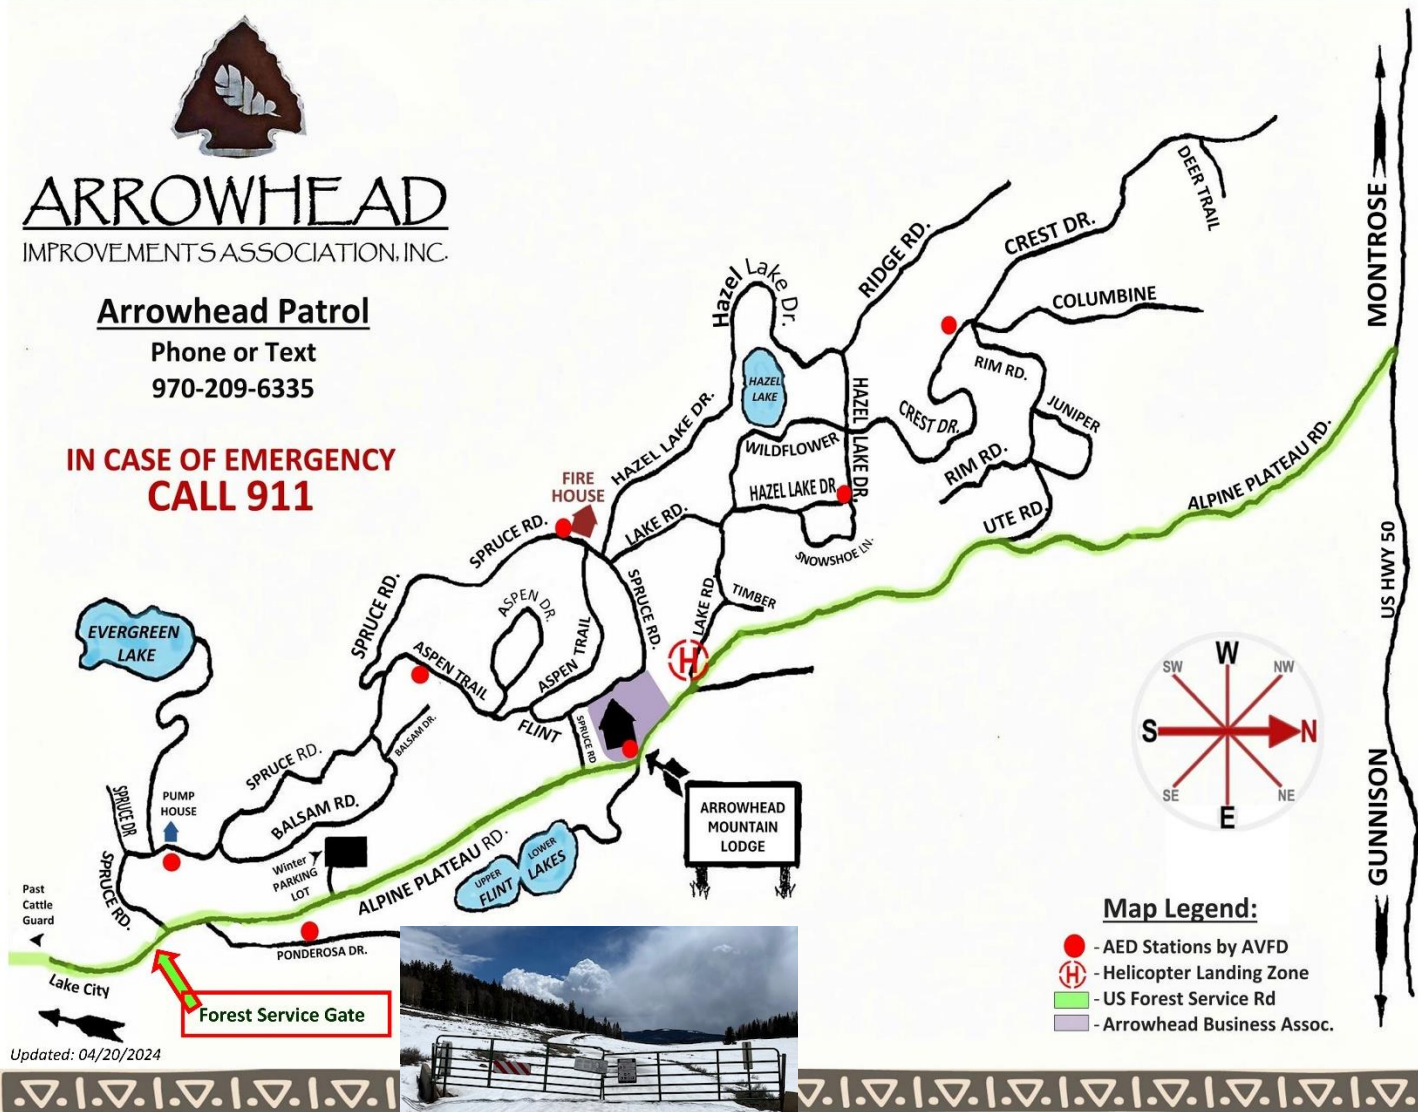 ARROWHEAD
IMPROVEMENTS ASSOCIATION, INC.
Arrowhead Patrol
Phone or Text
970-209-6335
IN CASE OF EMERGENCY
CALL 911
DEER TRAIL
CREST DR.
RIDGE RD.
Hazel Lake Dr.
COLUMBINE
MONTROSE
RIM RD.
HAZEL
LAKE
HAZEL LAKE DR.
HAZEL LAKE DR.
CREST DR.
JUNIPER
WILDFLOWER
RIM RD.
ALPINE PLATEAU RD.
FIRE
HOUSE
HAZEL LAKE DR
LAKE RD.
SPRUCE RD.
UTE RD.
SNOWSHOE LN.
US HWY 50
SPRUCE RD.
ASPEN DR.
SPRUCE RD.
LAKE RD.
TIMBER
EVERGREEN
LAKE
ASPEN TRAIL
ASPEN TRAIL
H
FLINT
SPRUCE RD
BALSAM DR.
SPRUCE RD.
BALSAM RD.
W
SW
NW
S
N
SE
NE
E
SPRUCE DR
PUMP
HOUSE
ARROWHEAD
MOUNTAIN
LODGE
GUNNISON
Winter
PARKING
LOT
ALPINE PLATEAU RD.
UPPER
FLINT
LOWER
LAKES
SPRUCE RD.
Past
Cattle
Guard
PONDEROSA DR.
Lake City
Forest Service Gate
Updated: 04/20/2024
Map Legend:
- AED Stations by AVFD
H - Helicopter Landing Zone
- US Forest Service Rd
- Arrowhead Business Assoc.